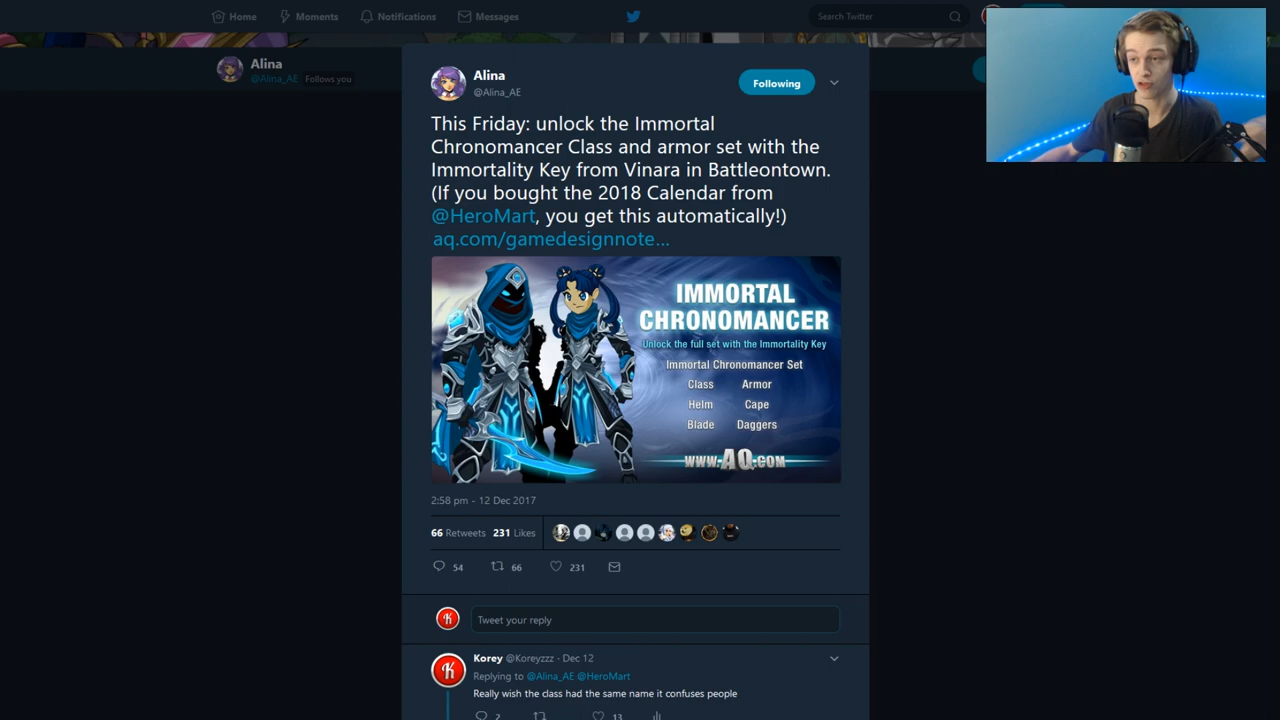 Home Moments Notifications Messages Search Twitter
Alina
@Alina_AE Follows you
Alina
@Alina_AE
Following
This Friday: unlock the Immortal
Chronomancer Class and armor set with the
Immortality Key from Vinara in Battleontown.
(If you bought the 2018 Calendar from
@HeroMart, you get this automatically!)
aq.com/gamedesignnote...
IMMORTAL
CHRONOMANCER
Unlock the full set with the Immortality Key
Immortal Chronomancer Set
Class Armor
Helm Cape
Blade Daggers
WWW.AQ.COM
2:58 pm - 12 Dec 2017
66 Retweets 231 Likes
54 66 231
K Tweet your reply
K
Korey @Koreyzzz - Dec 12
Replying to @Alina_AE @HeroMart
Really wish the class had the same name it confuses people
2 13